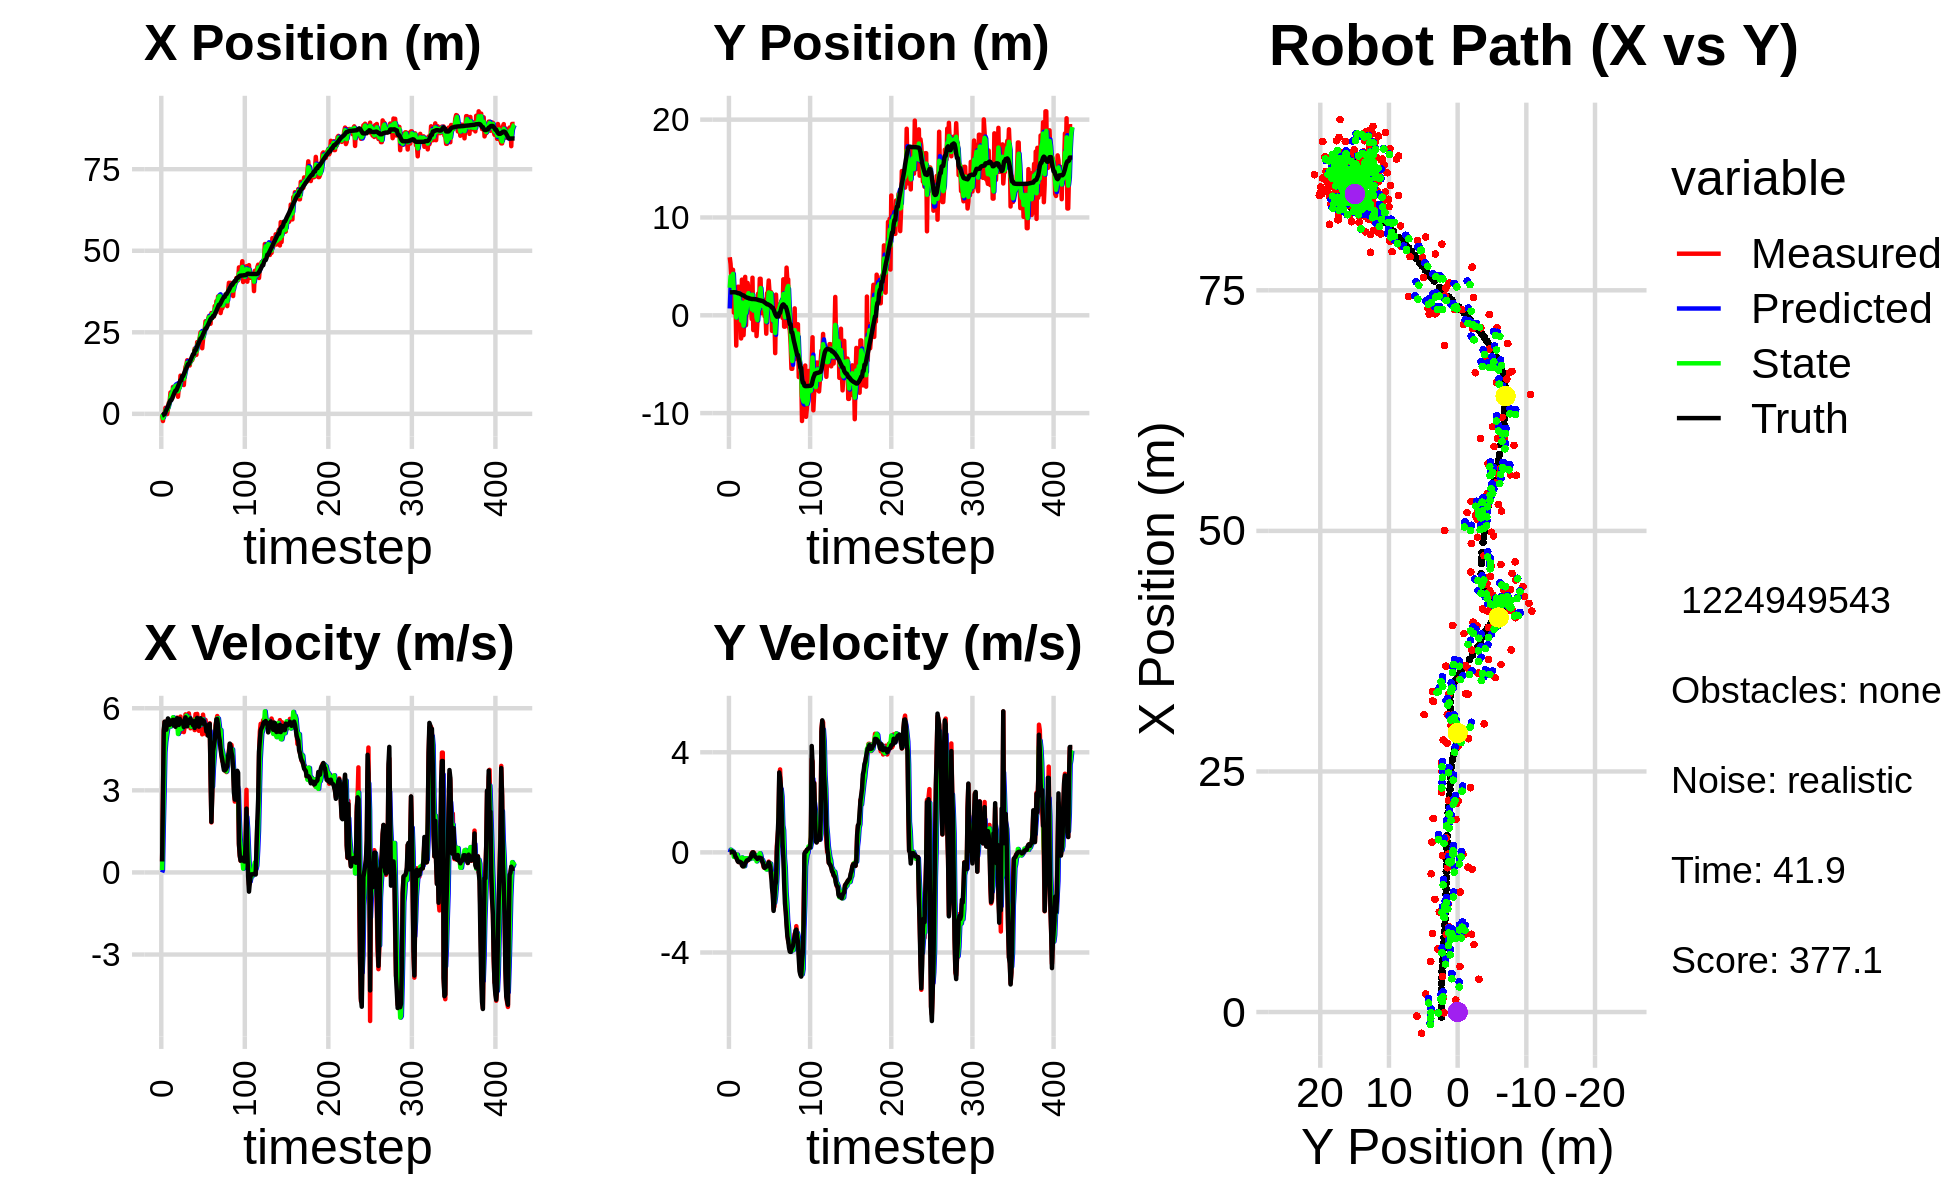 X Position (m)
75
50
25
0
0
100
200
300
400
timestep
Y Position (m)
20
10
0
-10
0
100
200
300
400
timestep
X Velocity (m/s)
6
3
0
-3
0
100
200
300
400
timestep
Y Velocity (m/s)
4
0
-4
0
100
200
300
400
timestep
Robot Path (X vs Y)
X Position (m)
75
50
25
0
20
10
0
-10
-20
Y Position (m)
variable
Measured
Predicted
State
Truth
1224949543
Obstacles: none
Noise: realistic
Time: 41.9
Score: 377.1